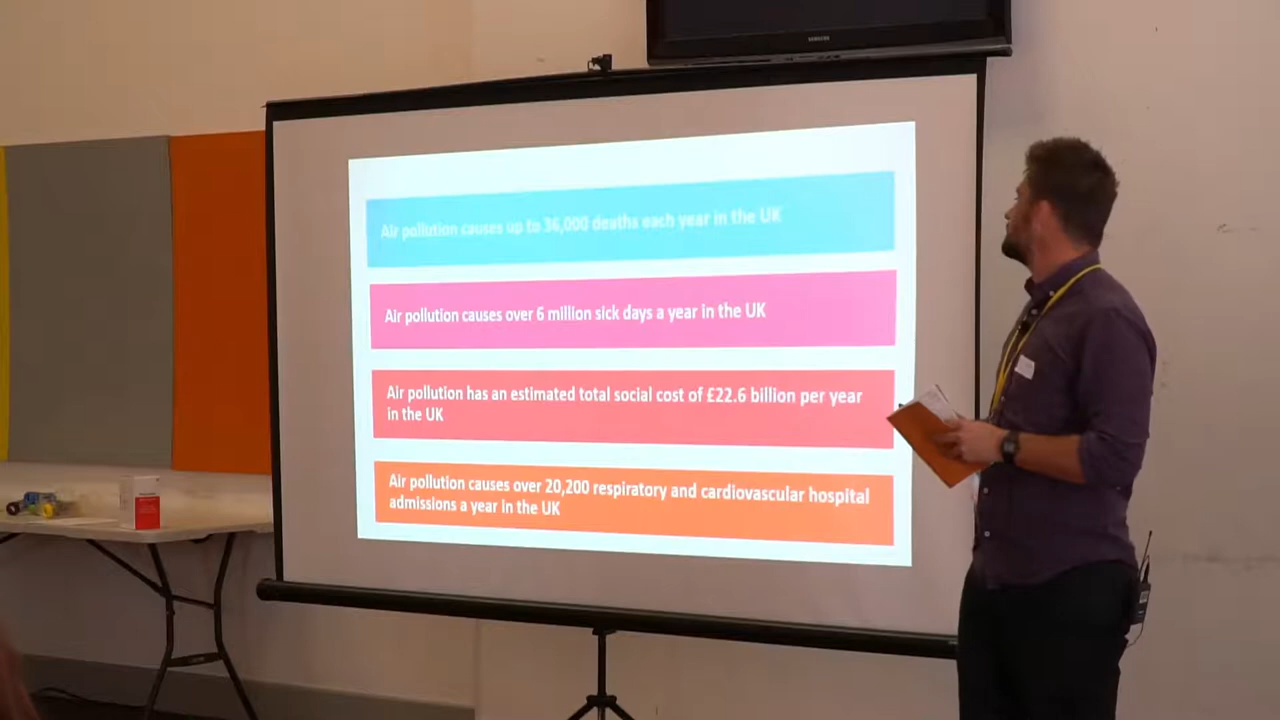 SAMSUNG
Air pollution causes up to 36,000 deaths each year in the UK
Air pollution causes over 6 million sick days a year in the UK
Air pollution has an estimated total social cost of £22.6 billion per year
in the UK
Air pollution causes over 20,200 respiratory and cardiovascular hospital
admissions a year in the UK